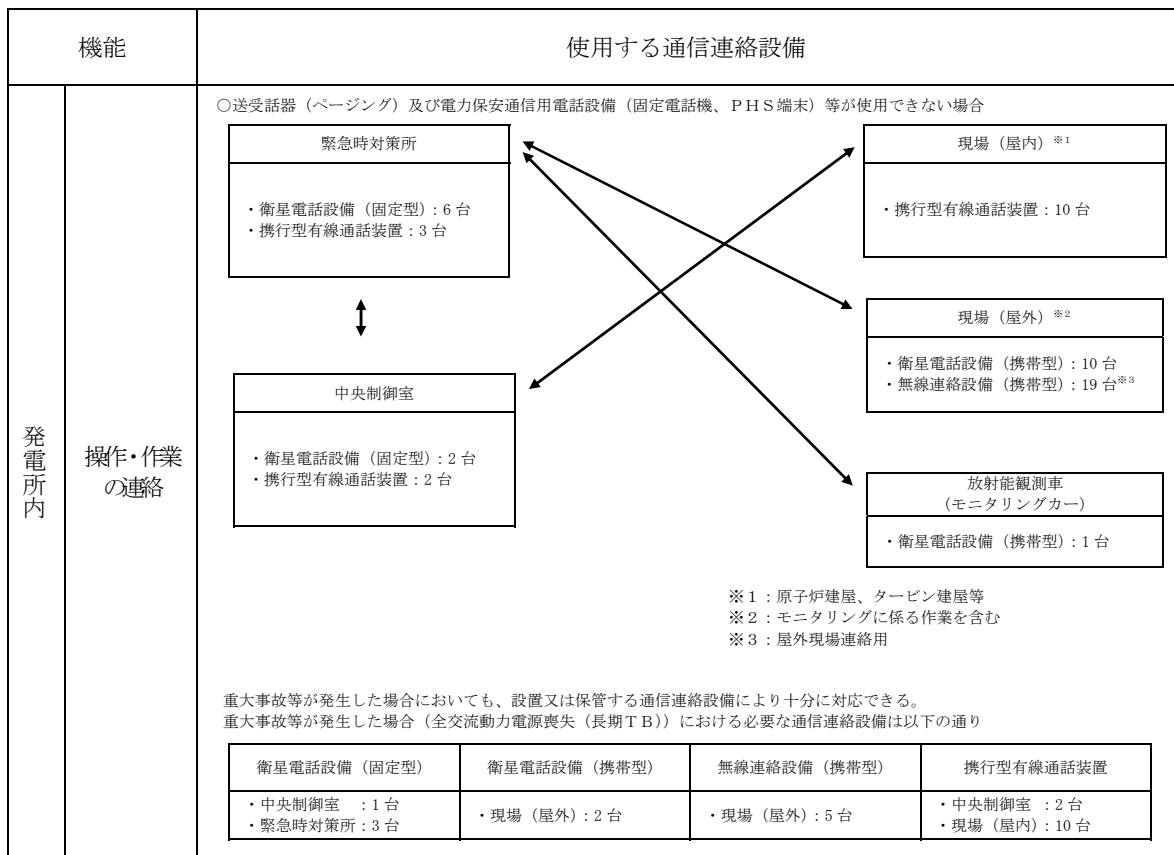 機能
使用する通信連絡設備
発電所内
操作・作業
の連絡
○送受話器（ページング）及び電力保安通信用電話設備（固定電話機、ＰＨＳ端末）等が使用できない場合
緊急時対策所
・衛星電話設備（固定型）：6 台
・携行型有線通話装置：3 台
中央制御室
・衛星電話設備（固定型）：2 台
・携行型有線通話装置：2 台
現場（屋内）※1
・携行型有線通話装置：10 台
現場（屋外）※2
・衛星電話設備（携帯型）：10 台
・無線連絡設備（携帯型）：19 台※3
放射能観測車
(モニタリングカー)
・衛星電話設備（携帯型）：1 台
※１：原子炉建屋、タービン建屋等
※２：モニタリングに係る作業を含む
※３：屋外現場連絡用
重大事故等が発生した場合においても、設置又は保管する通信連絡設備により十分に対応できる。
重大事故等が発生した場合（全交流動力電源喪失（長期ＴＢ））における必要な通信連絡設備は以下の通り
衛星電話設備（固定型）
衛星電話設備（携帯型）
無線連絡設備（携帯型）
携行型有線通話装置
・中央制御室　：1 台
・緊急時対策所：3 台
・現場（屋外）：2 台
・現場（屋外）：5 台
・中央制御室　：2 台
・現場（屋内）：10 台